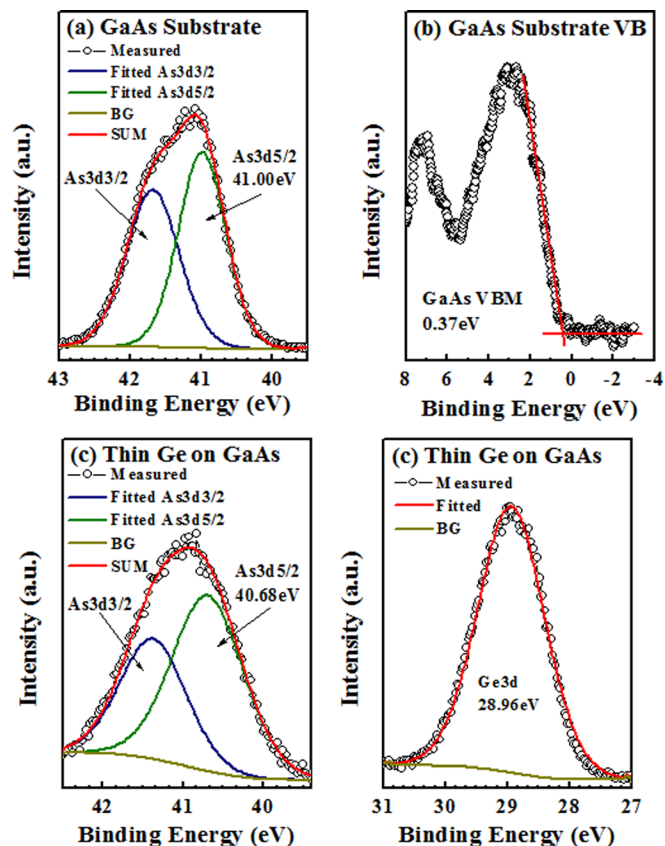 (a) GaAs Substrate
Measured
Fitted As3d3/2
Fitted As3d5/2
BG
SUM
As3d3/2
As3d5/2
41.00eV
Intensity (a.u.)
43 42 41 40
Binding Energy (eV)
(b) GaAs Substrate VB
GaAs VBM
0.37eV
Intensity (a.u.)
8 6 4 2 0 -2 -4
Binding Energy (eV)
(c) Thin Ge on GaAs
Measured
Fitted As3d3/2
Fitted As3d5/2
BG
SUM
As3d3/2
As3d5/2
40.68eV
Intensity (a.u.)
42 41 40
Binding Energy (eV)
(c) Thin Ge on GaAs
Measured
Fitted
BG
Ge3d
28.96eV
Intensity (a.u.)
31 30 29 28 27
Binding Energy (eV)